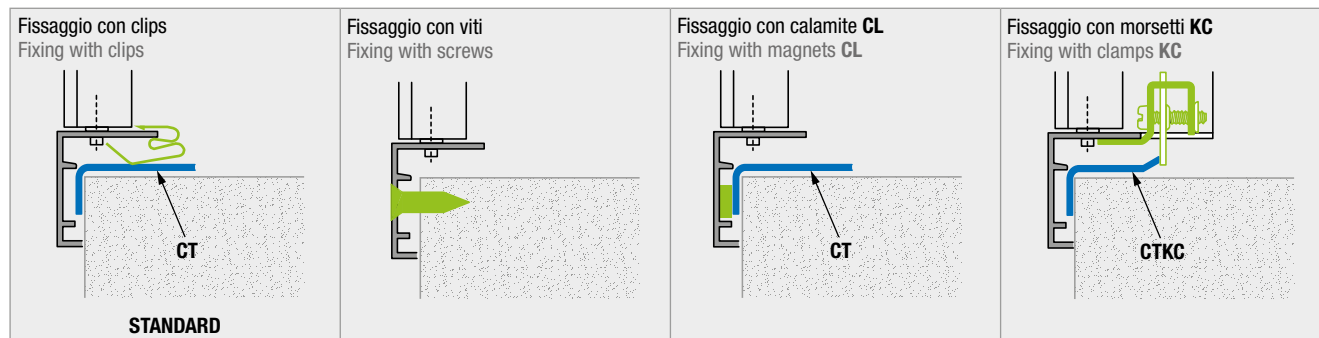 Fissaggio con clips
Fixing with clips
CT
STANDARD
Fissaggio con viti
Fixing with screws
Fissaggio con calamite CL
Fixing with magnets CL
CT
Fissaggio con morsetti KC
Fixing with clamps KC
CTKC